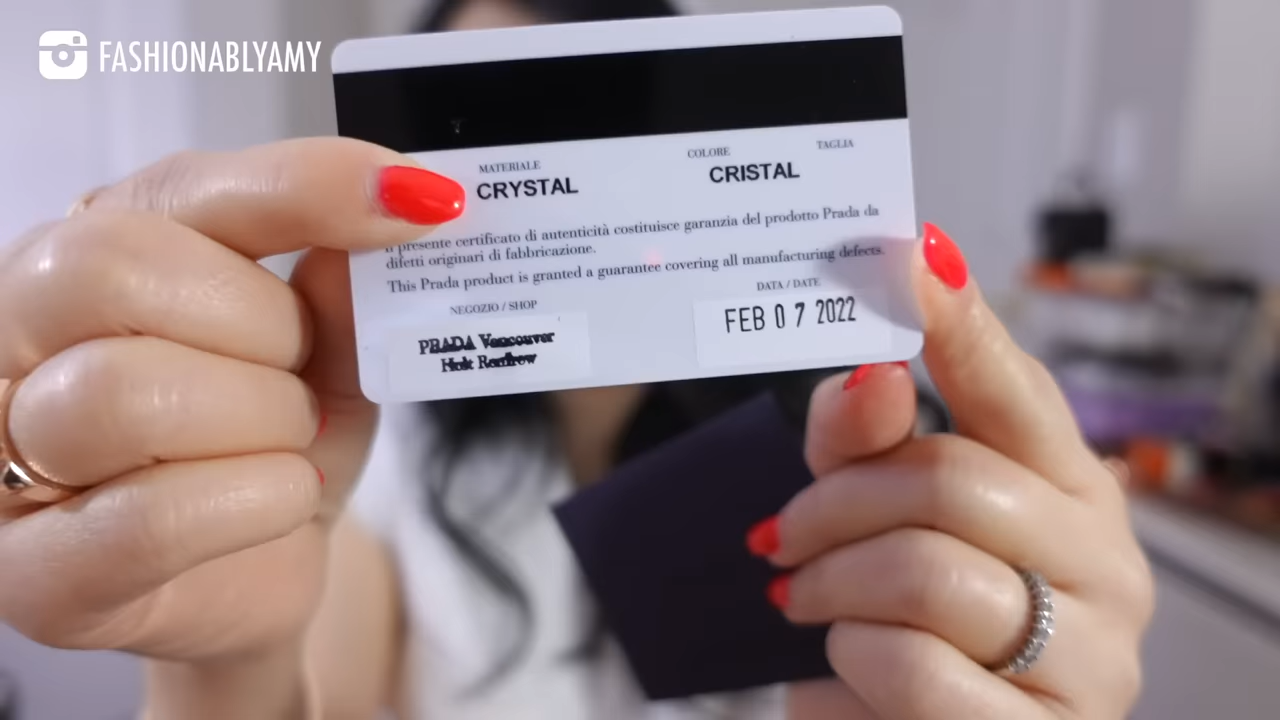 FASHIONABLYAMY
MATERIALE
COLORE
TAGLIA
CRYSTAL
CRISTAL
Il presente certificato di autenticità costituisce garanzia del prodotto Prada da
difetti originari di fabbricazione.
This Prada product is granted a guarantee covering all manufacturing defects.
NEGOZIO / SHOP
DATA / DATE
PRADA Vancouver
Holt Renfrew
FEB 07 2022